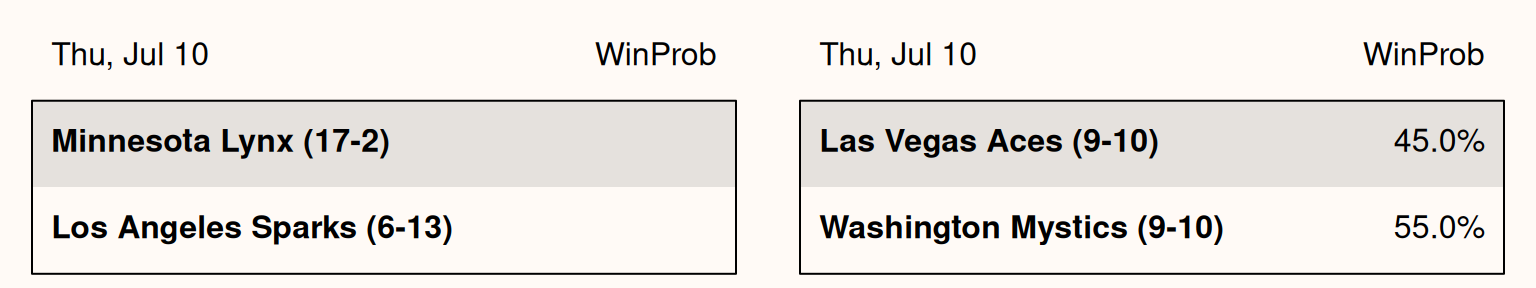 Thu, Jul 10 WinProb
Minnesota Lynx (17-2)
Los Angeles Sparks (6-13)
Thu, Jul 10 WinProb
Las Vegas Aces (9-10) 45.0%
Washington Mystics (9-10) 55.0%